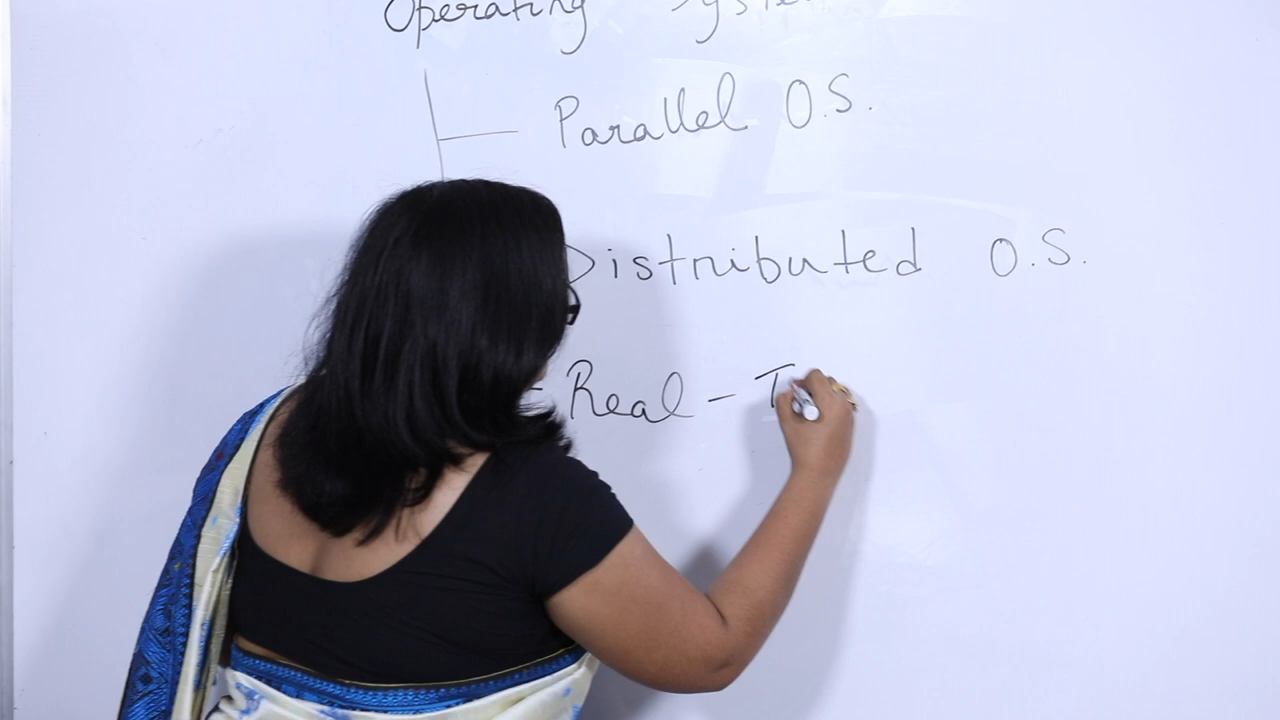 Operating System
Parallel O.S.
Distributed O.S.
Real - T